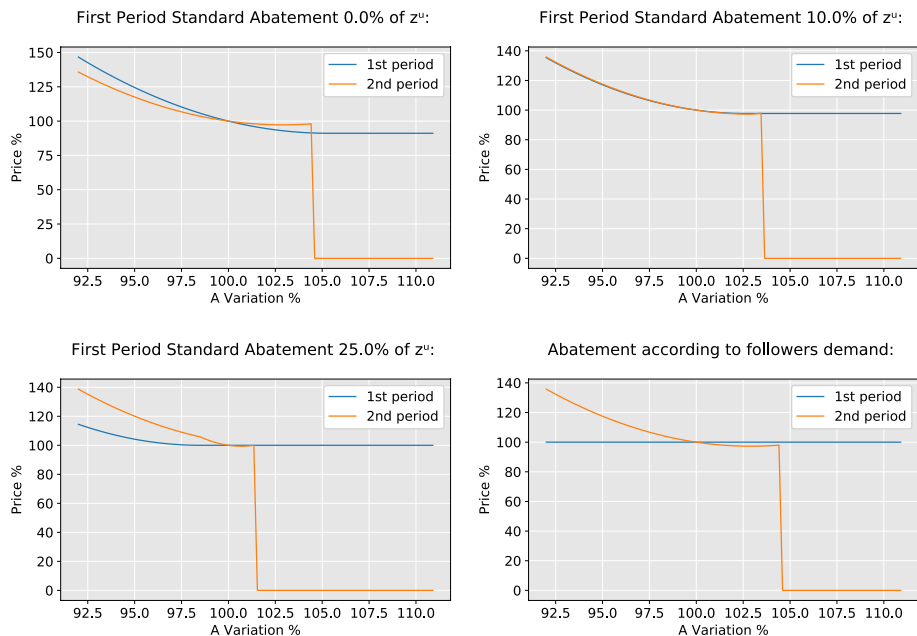 First Period Standard Abatement 0.0% of zᵘ:
150
125
100
75
50
25
0
Price %
1st period
2nd period
92.5 95.0 97.5 100.0 102.5 105.0 107.5 110.0
A Variation %
First Period Standard Abatement 10.0% of zᵘ:
140
120
100
80
60
40
20
0
Price %
1st period
2nd period
92.5 95.0 97.5 100.0 102.5 105.0 107.5 110.0
A Variation %
First Period Standard Abatement 25.0% of zᵘ:
140
120
100
80
60
40
20
0
Price %
1st period
2nd period
92.5 95.0 97.5 100.0 102.5 105.0 107.5 110.0
A Variation %
Abatement according to followers demand:
140
120
100
80
60
40
20
0
Price %
1st period
2nd period
92.5 95.0 97.5 100.0 102.5 105.0 107.5 110.0
A Variation %